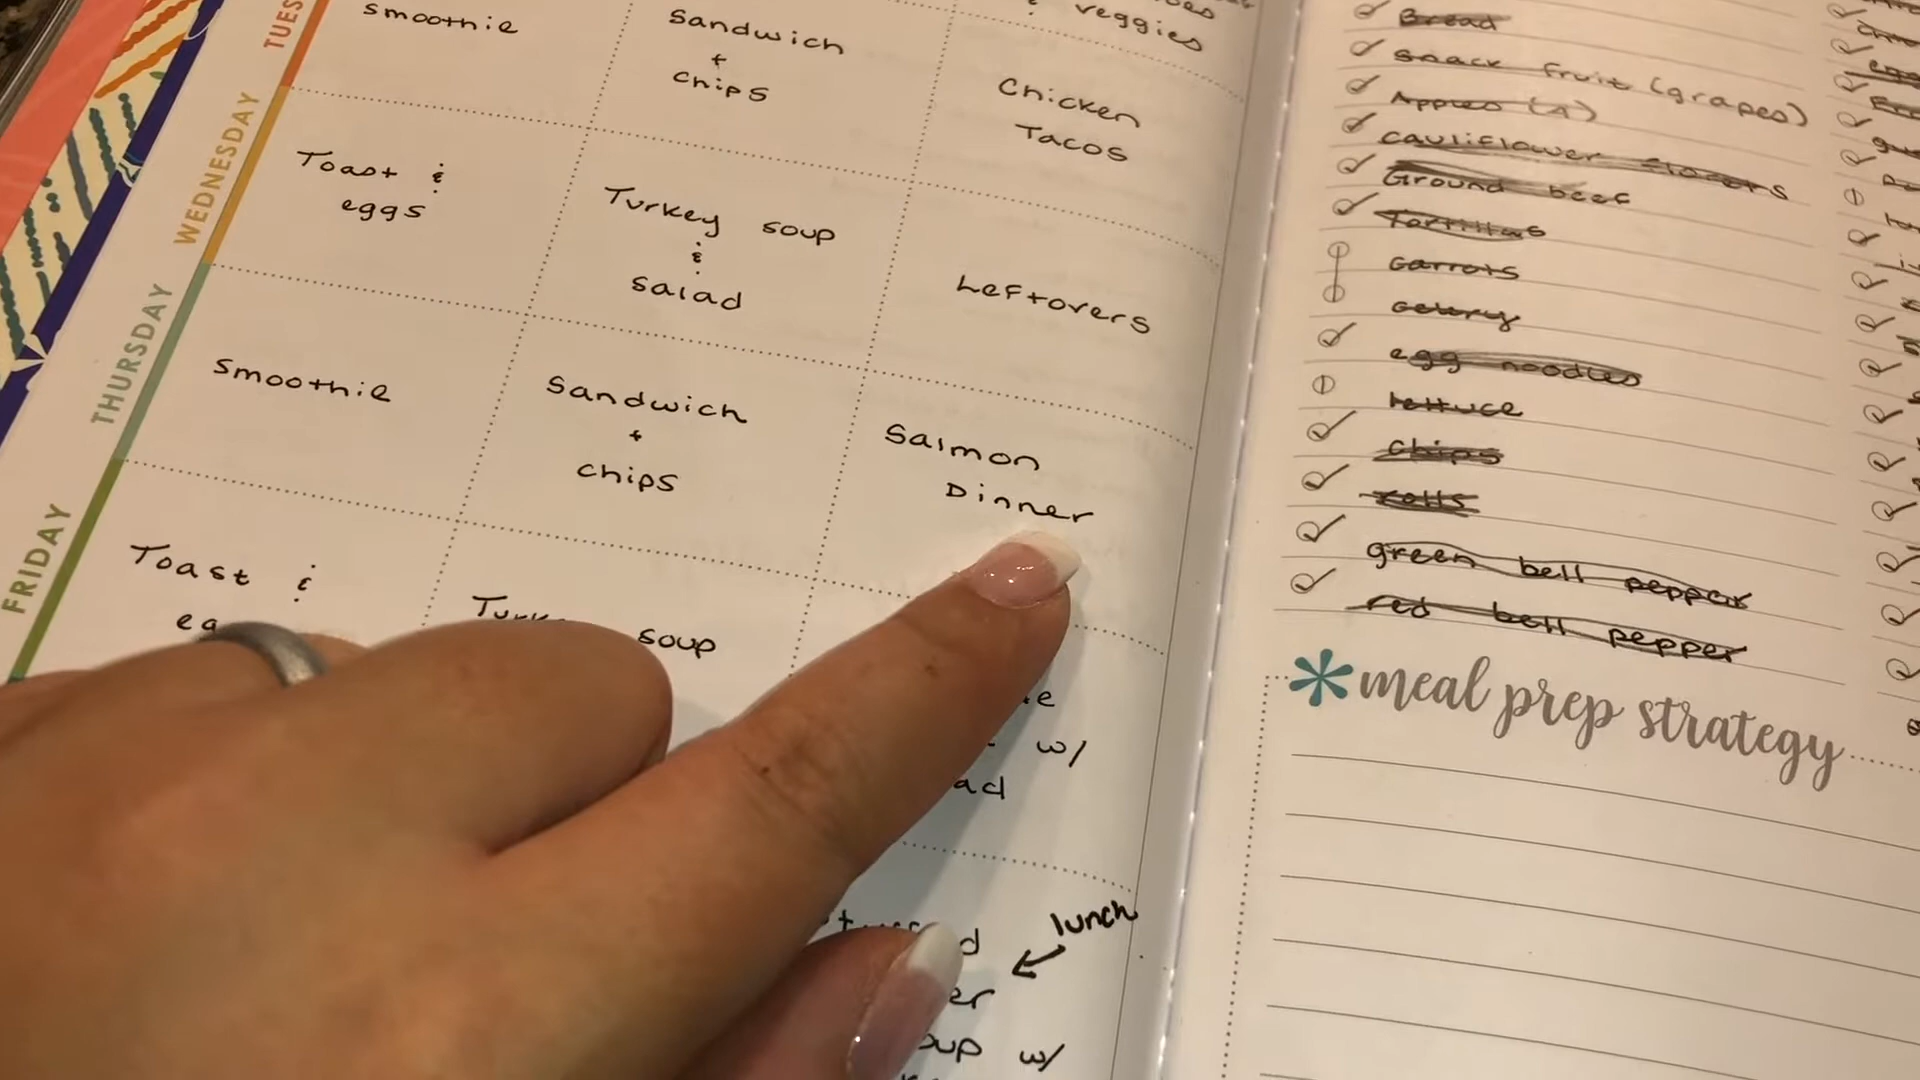 TUES
smoothie
Sandwich
+
chips
& veggies
Chicken
Tacos
WEDNESDAY
Toast &
eggs
Turkey soup
&
salad
Leftovers
THURSDAY
smoothie
Sandwich
+
chips
Salmon
Dinner
FRIDAY
Toast &
soup
w/
lunch
w/
Bread
snack fruit (grapes)
Apples (A)
cauliflower
Ground beef
Tortillas
carrots
celery
egg noodles
lettuce
chips
rolls
green bell pepper
red bell pepper
*meal prep strategy